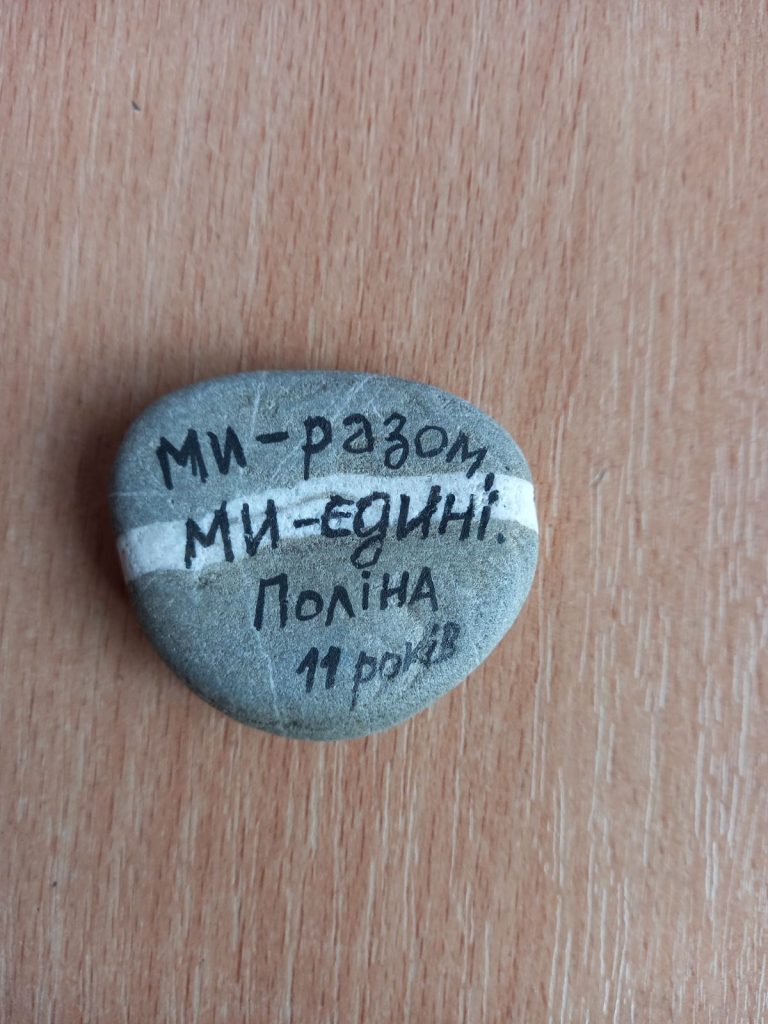 Ми-разом
Ми-єдині.
Поліна
11 років